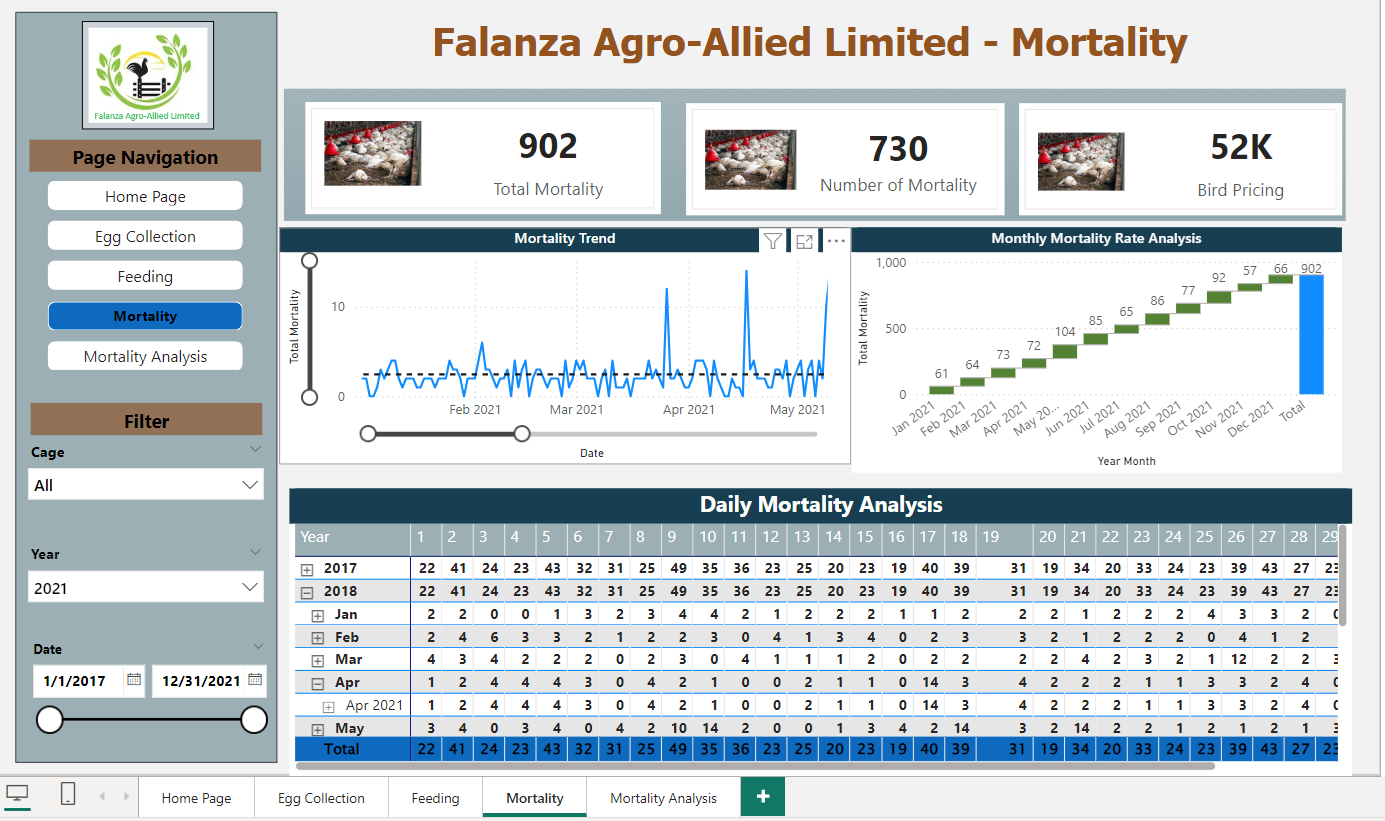 Falanza Agro-Allied Limited
Falanza Agro-Allied Limited - Mortality
Page Navigation
Home Page
Egg Collection
Feeding
Mortality
Mortality Analysis
Filter
Cage
All
Year
2021
Date
1/1/2017 12/31/2021
902
Total Mortality
730
Number of Mortality
52K
Bird Pricing
Mortality Trend
Total Mortality
10
0
Feb 2021 Mar 2021 Apr 2021 May 2021
Date
Monthly Mortality Rate Analysis
Total Mortality
1,000
500
0
61 64 73 72 104 85 65 86 77 92 57 66 902
Jan 2021 Feb 2021 Mar 2021 Apr 2021 May 20... Jun 2021 Jul 2021 Aug 2021 Sep 2021 Oct 2021 Nov 2021 Dec 2021 Total
Year Month
Daily Mortality Analysis
Year 1 2 3 4 5 6 7 8 9 10 11 12 13 14 15 16 17 18 19 20 21 22 23 24 25 26 27 28 29
2017 22 41 24 23 43 32 31 25 49 35 36 23 25 20 23 19 40 39 31 19 34 20 33 24 23 39 43 27 23
2018 22 41 24 23 43 32 31 25 49 35 36 23 25 20 23 19 40 39 31 19 34 20 33 24 23 39 43 27 23
Jan 2 2 0 0 1 3 2 3 4 4 2 1 2 2 2 1 1 2 2 2 1 2 2 2 4 3 3 2 0
Feb 2 4 6 3 3 2 1 2 2 3 0 4 1 3 4 0 2 3 3 2 1 2 2 2 0 4 1 2
Mar 4 3 4 2 2 2 0 2 3 0 4 1 1 1 2 0 2 2 2 2 4 2 3 2 1 12 2 2 3
Apr 1 2 4 4 4 3 0 4 2 1 0 0 2 1 1 0 14 3 4 2 2 2 1 1 3 3 2 4 0
Apr 2021 1 2 4 4 4 3 0 4 2 1 0 0 2 1 1 0 14 3 4 2 2 2 1 1 3 3 2 4 0
May 3 4 0 3 4 0 4 2 10 14 2 0 0 1 3 4 2 14 3 2 14 2 2 1 2 1 2 1 3
Total 22 41 24 23 43 32 31 25 49 35 36 23 25 20 23 19 40 39 31 19 34 20 33 24 23 39 43 27 23
Home Page Egg Collection Feeding Mortality Mortality Analysis +